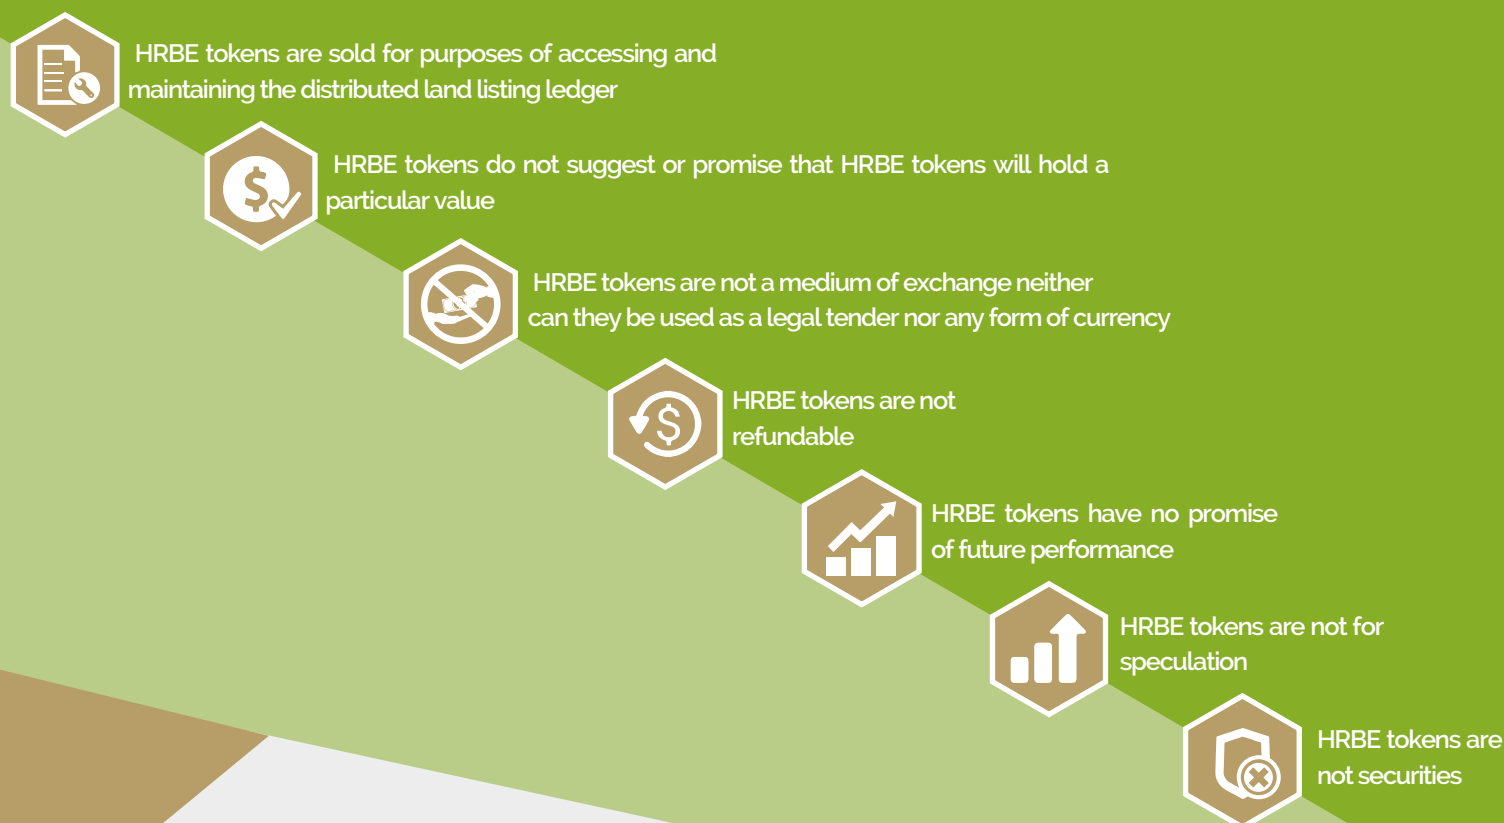 HRBE tokens are sold for purposes of accessing and
maintaining the distributed land listing ledger
HRBE tokens do not suggest or promise that HRBE tokens will hold a
particular value
HRBE tokens are not a medium of exchange neither
can they be used as a legal tender nor any form of currency
HRBE tokens are not
refundable
HRBE tokens have no promise
of future performance
HRBE tokens are not for
speculation
HRBE tokens are
not securities